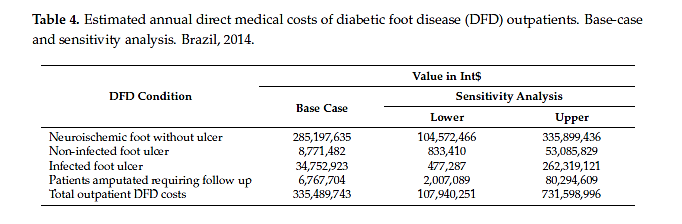 Table 4. Estimated annual direct medical costs of diabetic foot disease (DFD) outpatients. Base-case
and sensitivity analysis. Brazil, 2014.
Value in Int$
DFD Condition
Base Case
Sensitivity Analysis
Lower
Upper
Neuroischemic foot without ulcer 285,197,635 104,572,466 335,899,436
Non-infected foot ulcer 8,771,482 833,410 53,085,829
Infected foot ulcer 34,752,923 477,287 262,319,121
Patients amputated requiring follow up 6,767,704 2,007,089 80,294,609
Total outpatient DFD costs 335,489,743 107,940,251 731,598,996